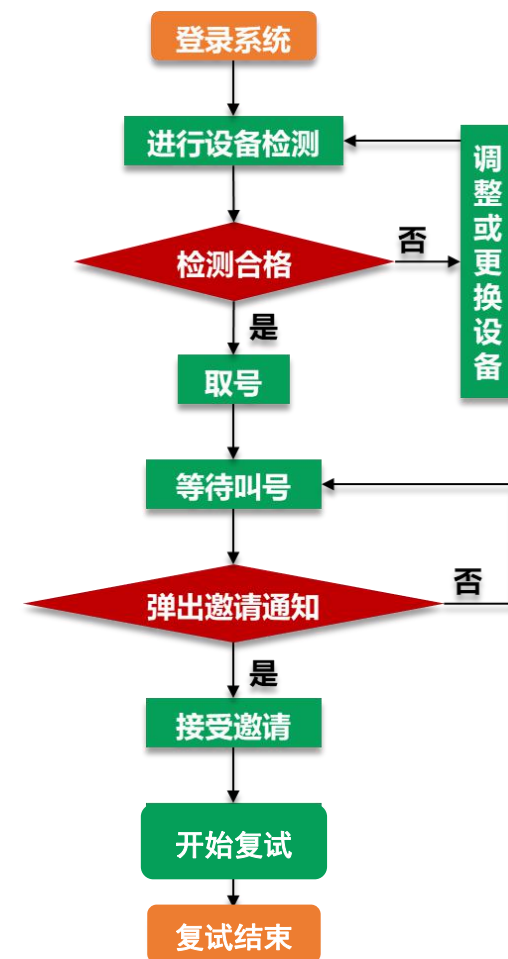 登录系统
进行设备检测
检测合格
否
调整或更换设备
是
取号
等待叫号
弹出邀请通知
否
是
接受邀请
开始复试
复试结束